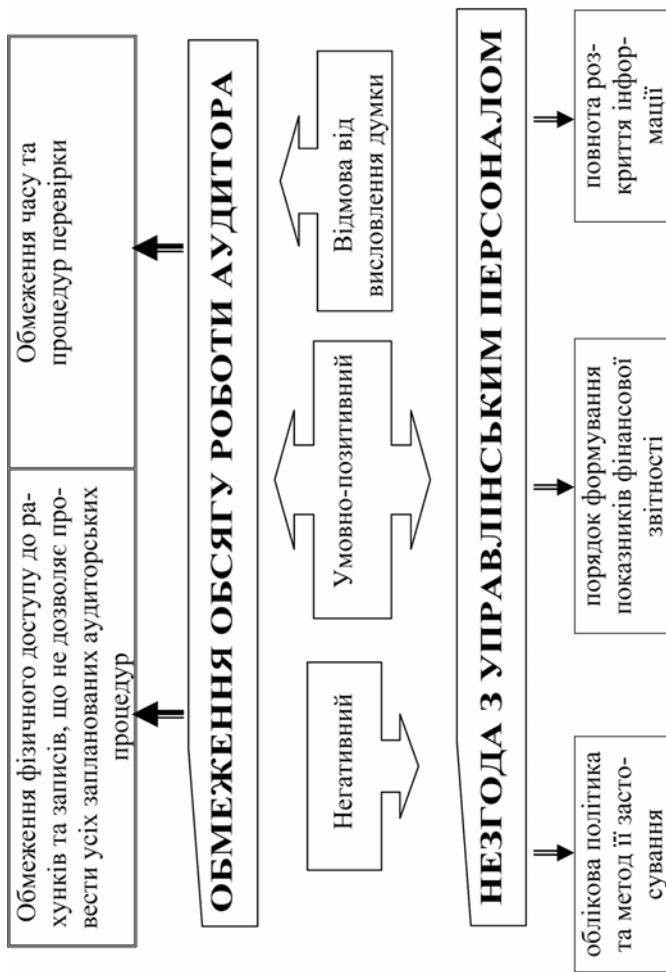 Обмеження фізичного доступу до ра-
хунків та записів, що не дозволяє про-
вести усіх запланованих аудиторських
процедур
Обмеження часу та
процедур перевірки
ОБМЕЖЕННЯ ОБСЯГУ РОБОТИ АУДИТОРА
Негативний
Умовно-позитивний
Відмова від
висловлення думки
НЕЗГОДА З УПРАВЛІНСЬКИМ ПЕРСОНАЛОМ
облікова політика
та метод її засто-
сування
порядок формування
показників фінансової
звітності
повнота роз-
криття інфор-
мації